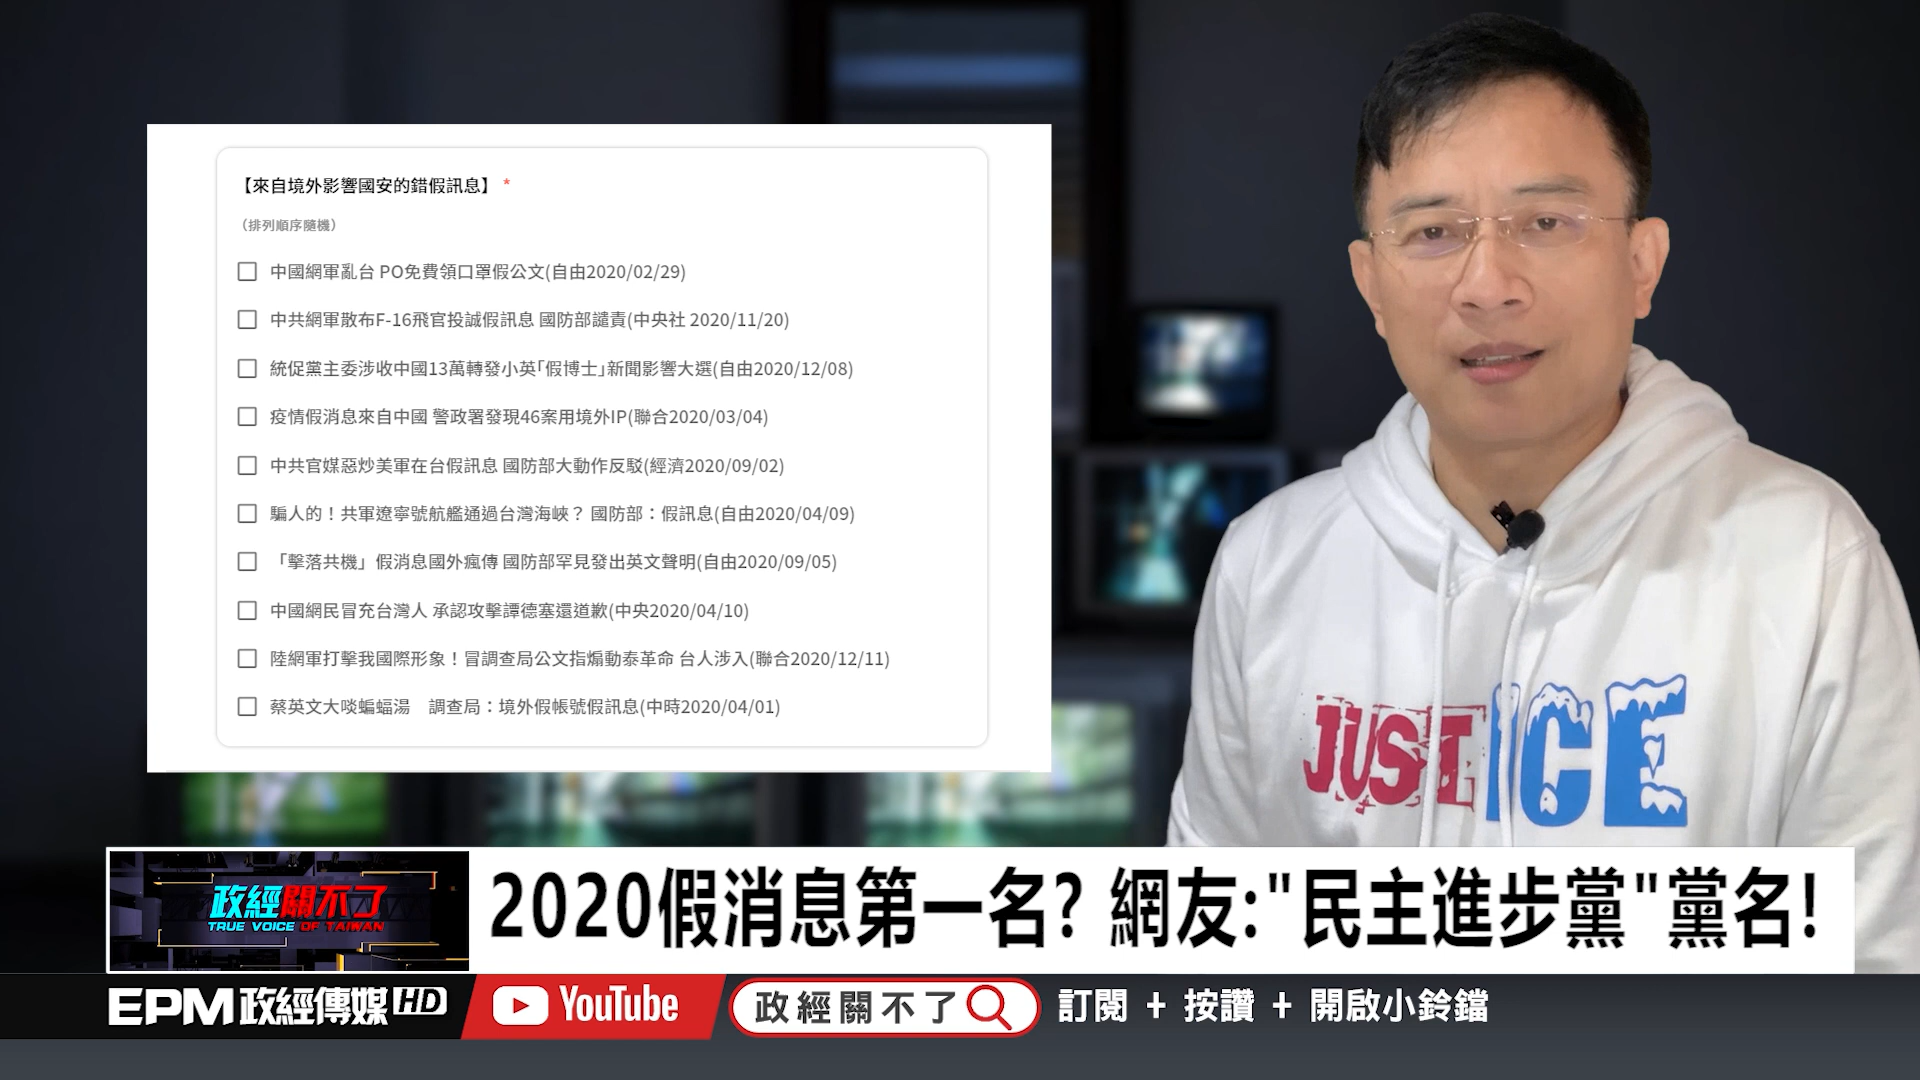 【來自境外影響國安的錯假訊息】 *
（排列順序隨機）
中國網軍亂台 PO免費領口罩假公文(自由2020/02/29)
中共網軍散布F-16飛官投誠假訊息 國防部譴責(中央社 2020/11/20)
統促黨主委涉收中國13萬轉發小英｢假博士｣新聞影響大選(自由2020/12/08)
疫情假消息來自中國 警政署發現46案用境外IP(聯合2020/03/04)
中共官媒惡炒美軍在台假訊息 國防部大動作反駁(經濟2020/09/02)
騙人的！共軍遼寧號航艦通過台灣海峽？ 國防部：假訊息(自由2020/04/09)
「擊落共機」假消息國外瘋傳 國防部罕見發出英文聲明(自由2020/09/05)
中國網民冒充台灣人 承認攻擊譚德塞還道歉(中央2020/04/10)
陸網軍打擊我國際形象！冒調查局公文指煽動泰革命 台人涉入(聯合2020/12/11)
蔡英文大啖蝙蝠湯　調查局：境外假帳號假訊息(中時2020/04/01)
JUSTICE
政經關不了
TRUE VOICE OF TAIWAN
2020假消息第一名? 網友:"民主進步黨"黨名!
EPM政經傳媒HD
YouTube
政經關不了
訂閱 + 按讚 + 開啟小鈴鐺